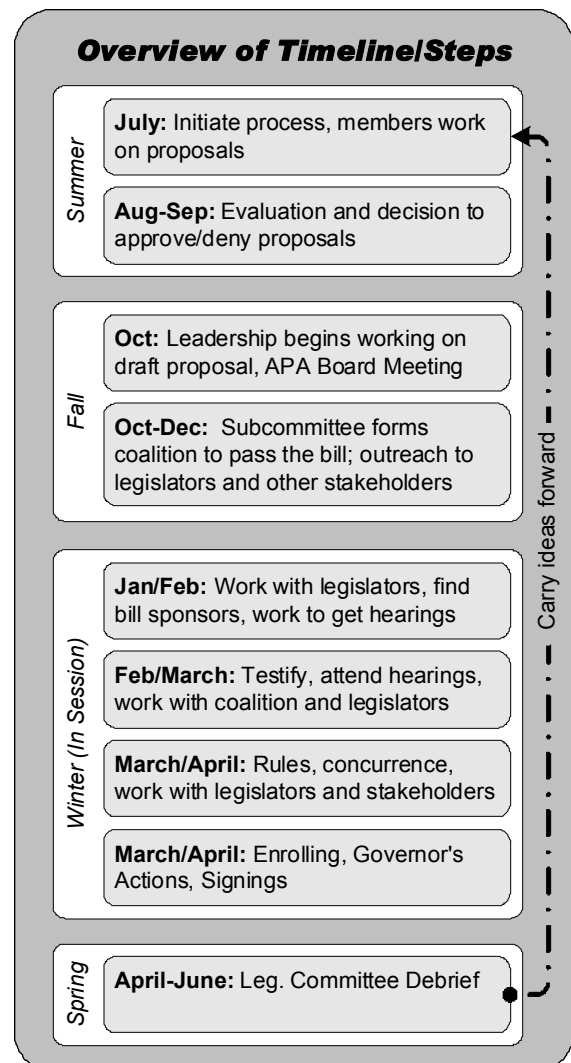 Overview of Timeline/Steps
Summer
July: Initiate process, members work
on proposals
Aug-Sep: Evaluation and decision to
approve/deny proposals
Fall
Oct: Leadership begins working on
draft proposal, APA Board Meeting
Oct-Dec:  Subcommittee forms
coalition to pass the bill; outreach to
legislators and other stakeholders
Winter (In Session)
Jan/Feb: Work with legislators, find
bill sponsors, work to get hearings
Feb/March: Testify, attend hearings,
work with coalition and legislators
March/April: Rules, concurrence,
work with legislators and stakeholders
March/April: Enrolling, Governor's
Actions, Signings
Spring
April-June: Leg. Committee Debrief
Carry ideas forward